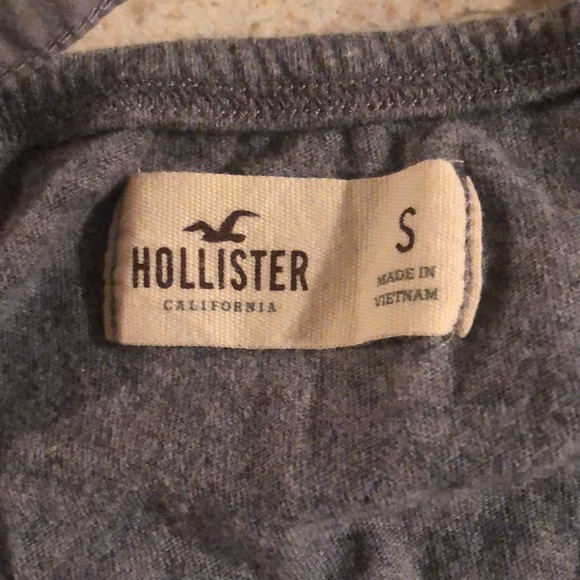 HOLLISTER
CALIFORNIA
S
MADE IN
VIETNAM